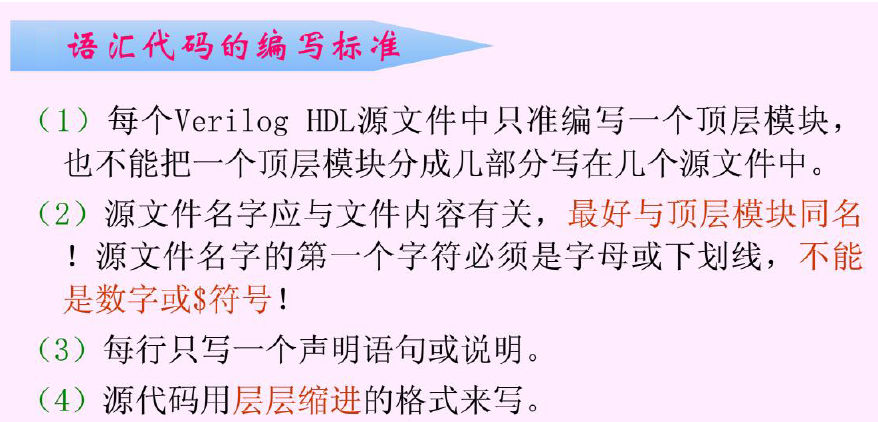 语汇代码的编写标准
（1）每个Verilog HDL源文件中只准编写一个顶层模块，
也不能把一个顶层模块分成几部分写在几个源文件中。
（2）源文件名字应与文件内容有关，最好与顶层模块同名
！源文件名字的第一个字符必须是字母或下划线，不能
是数字或$符号！
（3）每行只写一个声明语句或说明。
（4）源代码用层层缩进的格式来写。